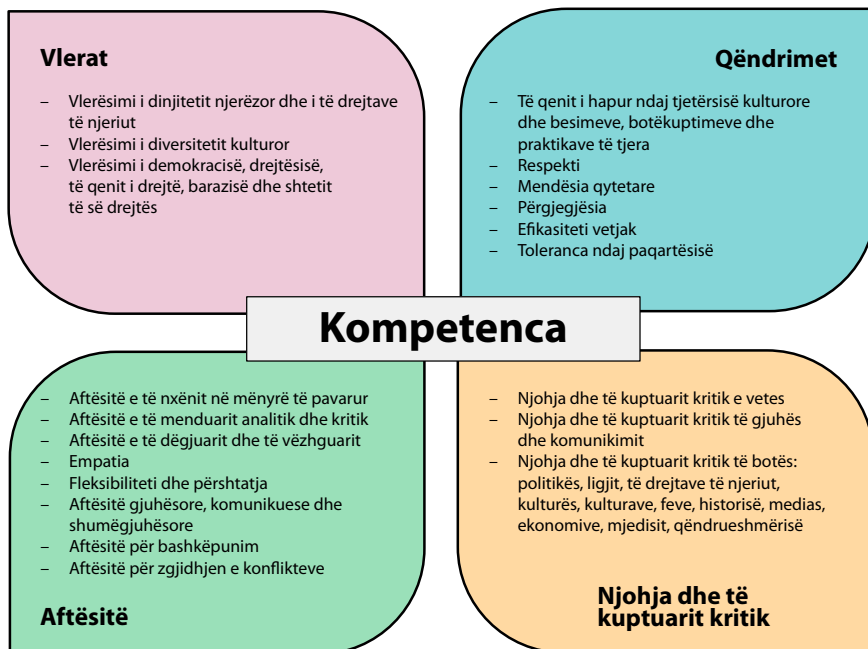 Vlerat
– Vlerësimi i dinjitetit njerëzor dhe i të drejtave
të njeriut
– Vlerësimi i diversitetit kulturor
– Vlerësimi i demokracisë, drejtësisë,
të qenit i drejtë, barazisë dhe shtetit
të së drejtës
Qëndrimet
– Të qenit i hapur ndaj tjetërsisë kulturore
dhe besimeve, botëkuptimeve dhe
praktikave të tjera
– Respekti
– Mendësia qytetare
– Përgjegjësia
– Efikasiteti vetjak
– Toleranca ndaj paqartësisë
Kompetenca
– Aftësitë e të nxënit në mënyrë të pavarur
– Aftësitë e të menduarit analitik dhe kritik
– Aftësitë e të dëgjuarit dhe të vëzhguarit
– Empatia
– Fleksibiliteti dhe përshtatja
– Aftësitë gjuhësore, komunikuese dhe
shumëgjuhësore
– Aftësitë për bashkëpunim
– Aftësitë për zgjidhjen e konflikteve
Aftësitë
– Njohja dhe të kuptuarit kritik e vetes
– Njohja dhe të kuptuarit kritik të gjuhës
dhe komunikimit
– Njohja dhe të kuptuarit kritik të botës:
politikës, ligjit, të drejtave të njeriut,
kulturës, kulturave, feve, historisë, medias,
ekonomive, mjedisit, qëndrueshmërisë
Njohja dhe të
kuptuarit kritik